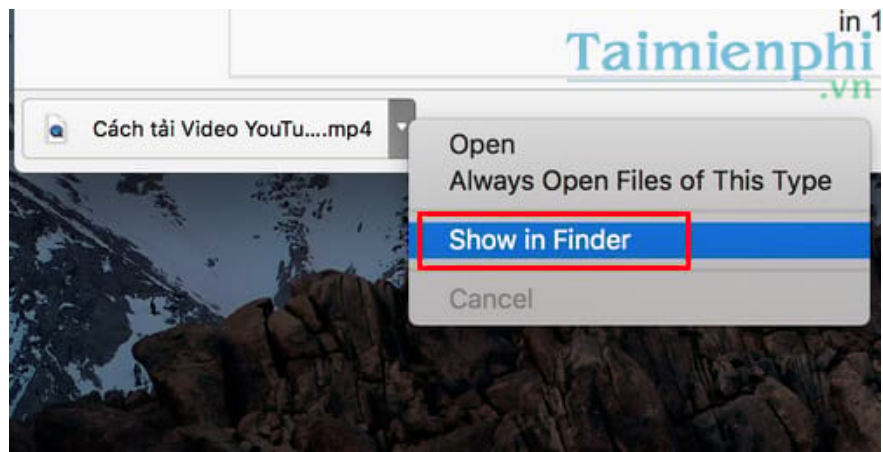 in 1
Taimienphi
.vn
Cách tải Video YouTu....mp4
Open
Always Open Files of This Type
Show in Finder
Cancel